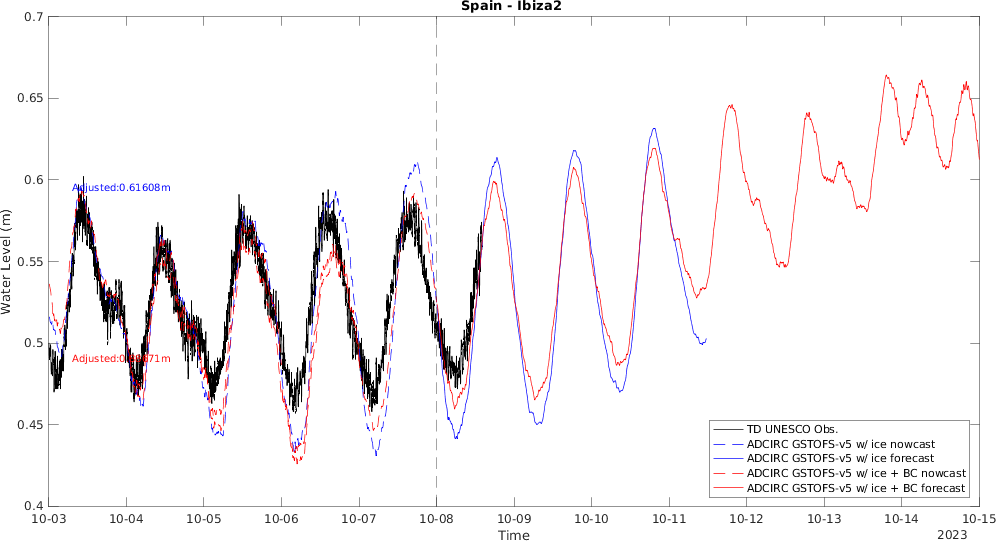 Spain - Ibiza2
Water Level (m)
0.7
0.65
0.6
0.55
0.5
0.45
0.4
Adjusted:0.61608m
10-03 10-04 10-05 10-06 10-07 10-08 10-09 10-10 10-11 10-12 10-13 10-14 10-15
Time
2023
TD UNESCO Obs.
ADCIRC GSTOFS-v5 w/ ice nowcast
ADCIRC GSTOFS-v5 w/ ice forecast
ADCIRC GSTOFS-v5 w/ ice + BC nowcast
ADCIRC GSTOFS-v5 w/ ice + BC forecast